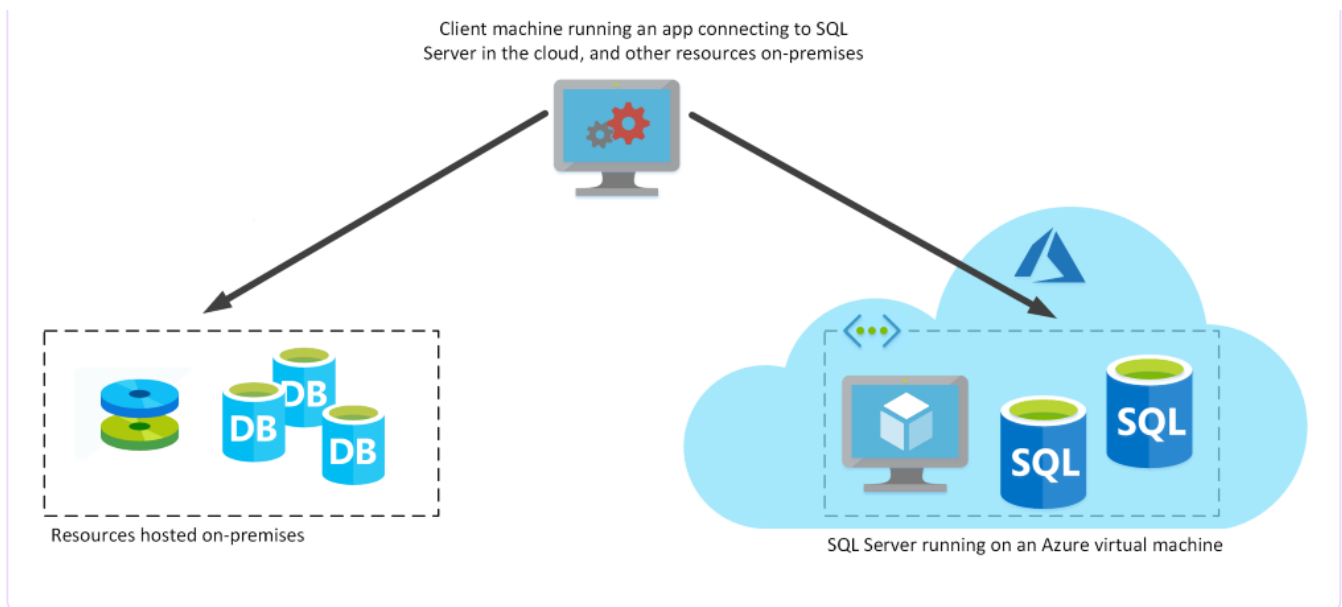 Client machine running an app connecting to SQL
Server in the cloud, and other resources on-premises
DB
DB
DB
SQL
SQL
Resources hosted on-premises
SQL Server running on an Azure virtual machine